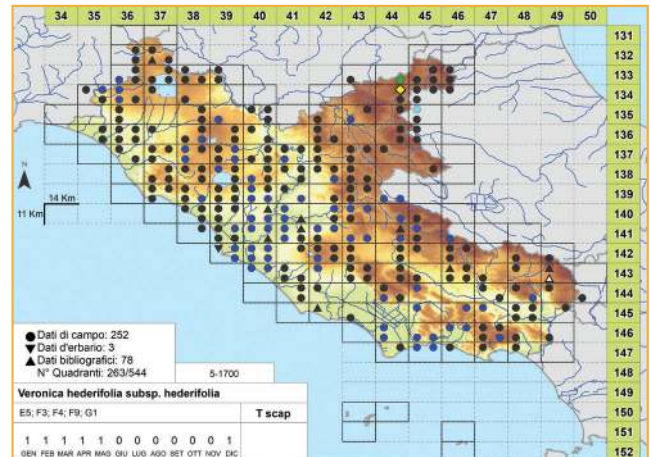 34 35 36 37 38 39 40 41 42 43 44 45 46 47 48 49 50
131
132
133
134
135
136
137
138
139
140
141
142
143
144
145
146
147
150
151
152
N
14 Km
11 Km
Dati di campo: 252
Dati d'erbario: 3
Dati bibliografici: 78
N° Quadranti: 263/544
5-1700
Veronica hederifolia subsp. hederifolia
E5; F3; F4; F9; G1
T scap
1 1 1 1 1 0 0 0 0 0 0 1
GEN FEB MAR APR MAG GIU LUG AGO SET OTT NOV DIC